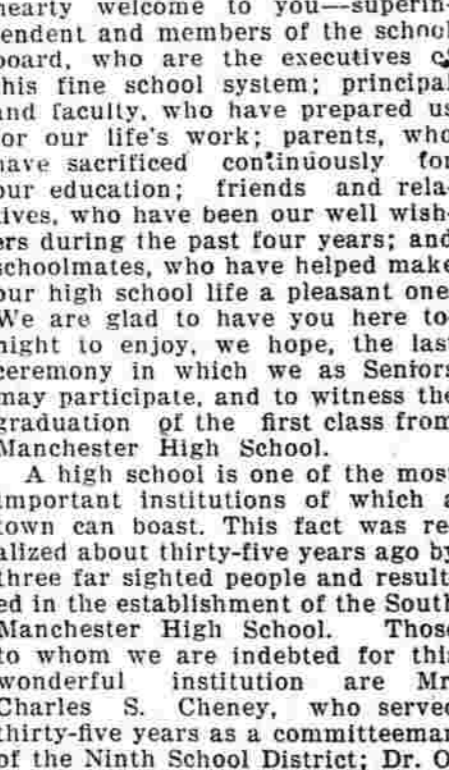 hearty welcome to you—superin-
endent and members of the school
board, who are the executives of
his fine school system; principal
and faculty, who have prepared us
for our life's work; parents, who
have sacrificed continuously for
our education; friends and rela-
tives, who have been our well wish-
ers during the past four years; and
schoolmates, who have helped make
our high school life a pleasant one.
We are glad to have you here to-
night to enjoy, we hope, the last
ceremony in which we as Seniors
may participate, and to witness the
graduation of the first class from
Manchester High School.
A high school is one of the most
important institutions of which a
town can boast. This fact was re-
alized about thirty-five years ago by
three far sighted people and result-
ed in the establishment of the South
Manchester High School. Those
to whom we are indebted for this
wonderful institution are Mr.
Charles S. Cheney, who served
thirty-five years as a committeeman
of the Ninth School District; Dr. O.